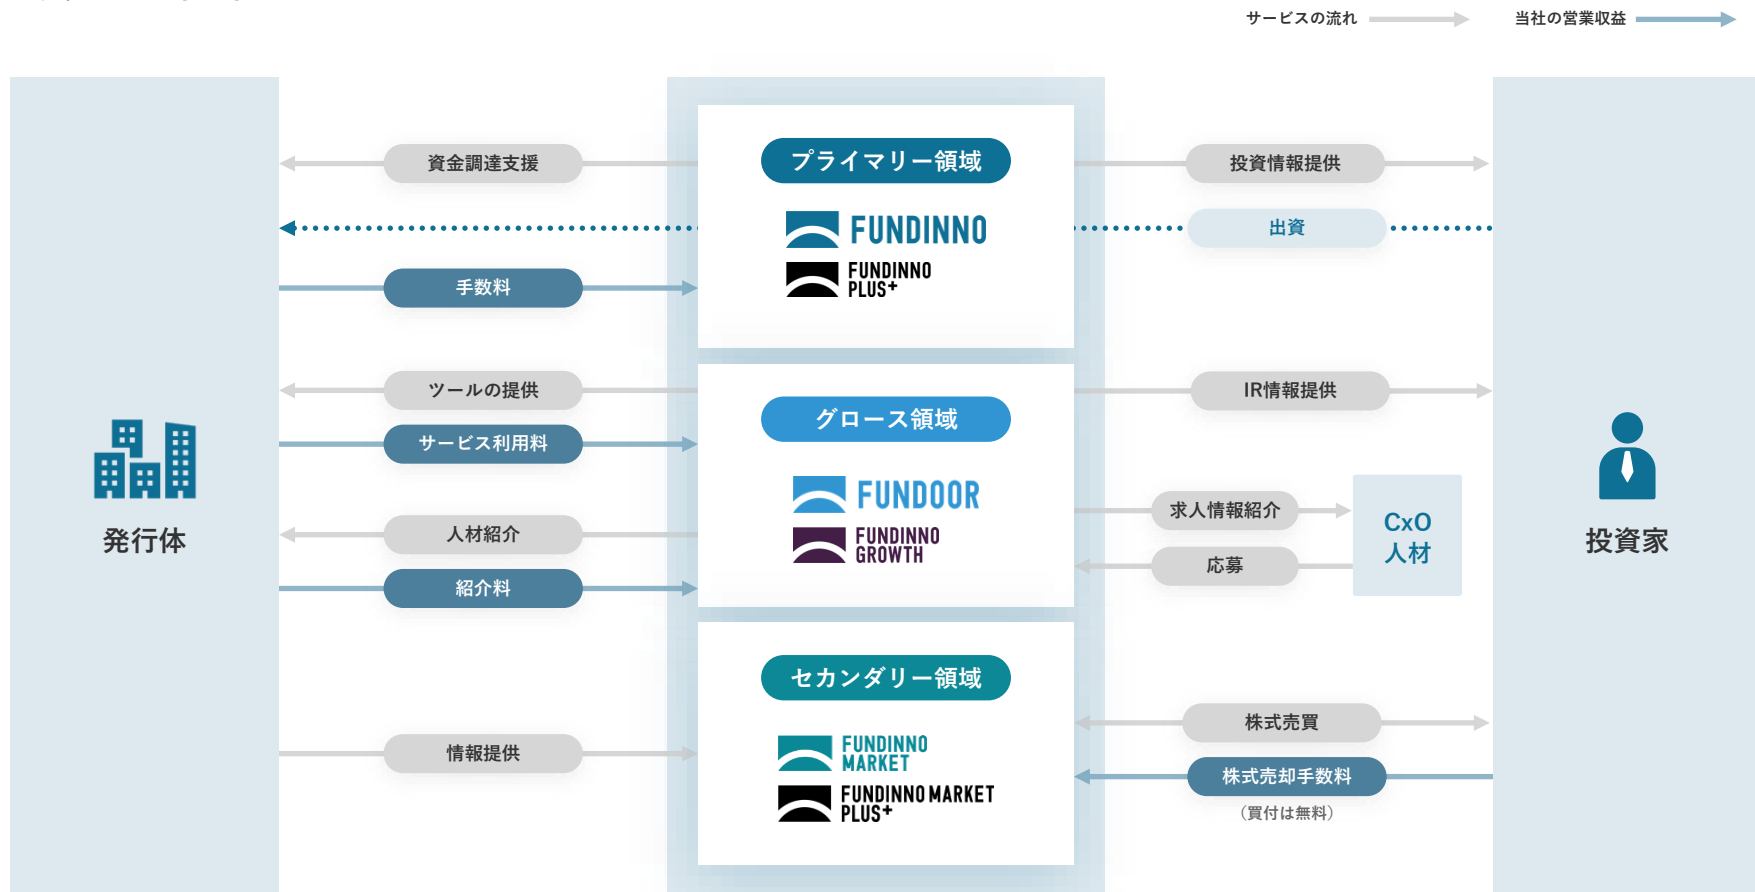 サービスの流れ
当社の営業収益
発行体
資金調達支援
手数料
ツールの提供
サービス利用料
人材紹介
紹介料
情報提供
プライマリー領域
FUNDINNO
FUNDINNO
PLUS+
グロース領域
FUNDOOR
FUNDINNO
GROWTH
セカンダリー領域
FUNDINNO
MARKET
FUNDINNO MARKET
PLUS+
投資情報提供
出資
IR情報提供
求人情報紹介
応募
CxO
人材
株式売買
株式売却手数料
（買付は無料）
投資家